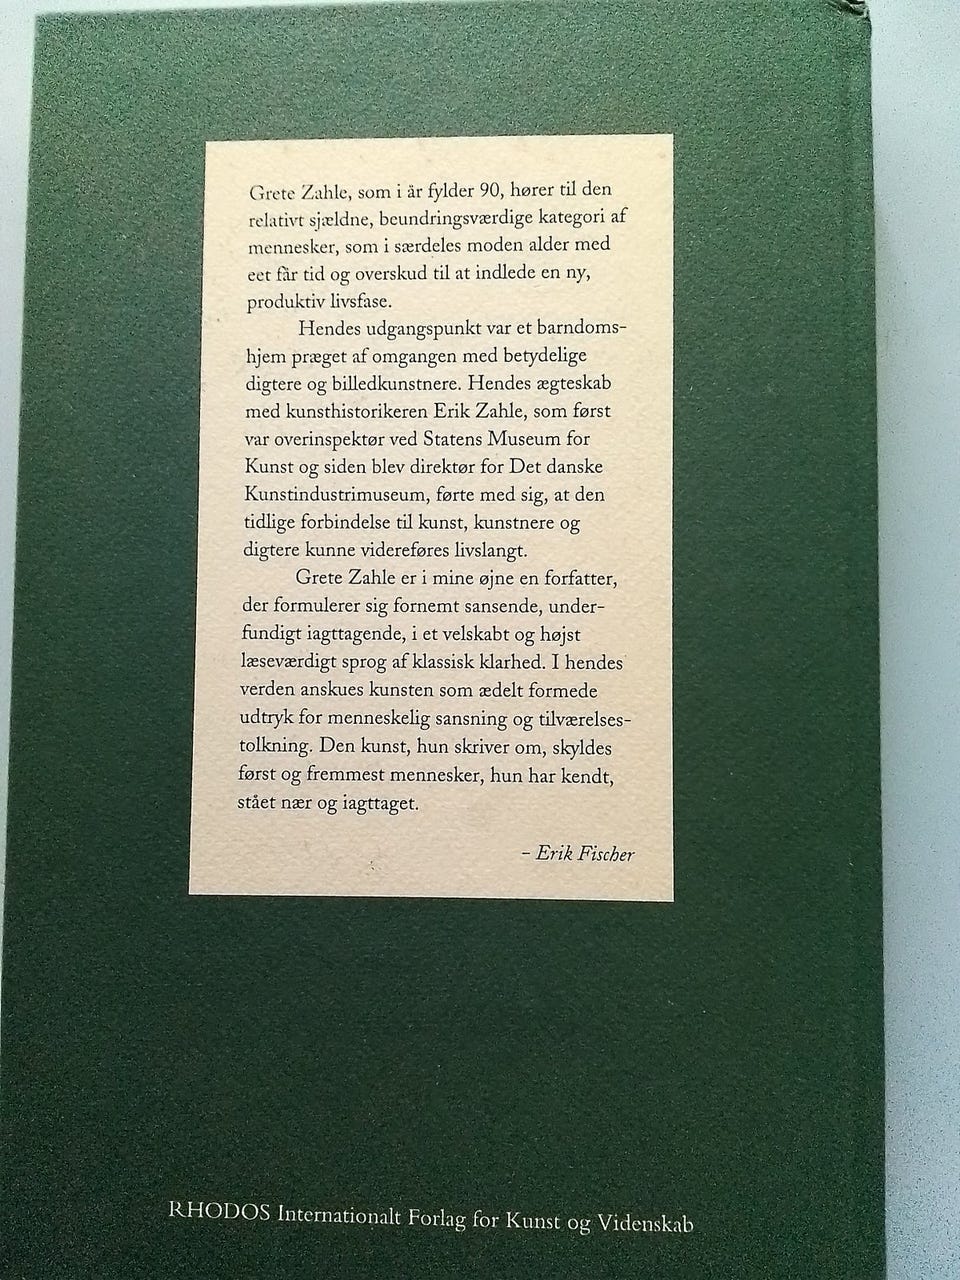 Grete Zahle, som i år fylder 90, hører til den
relativt sjældne, beundringsværdige kategori af
mennesker, som i særdeles moden alder med
eet får tid og overskud til at indlede en ny,
produktiv livsfase.
Hendes udgangspunkt var et barndoms-
hjem præget af omgangen med betydelige
digtere og billedkunstnere. Hendes ægteskab
med kunsthistorikeren Erik Zahle, som først
var overinspektør ved Statens Museum for
Kunst og siden blev direktør for Det danske
Kunstindustrimuseum, førte med sig, at den
tidlige forbindelse til kunst, kunstnere og
digtere kunne videreføres livslangt.
Grete Zahle er i mine øjne en forfatter,
der formulerer sig fornemt sansende, under-
fundigt iagttagende, i et velskabt og højst
læseværdigt sprog af klassisk klarhed. I hendes
verden anskues kunsten som ædelt formede
udtryk for menneskelig sansning og tilværelses-
tolkning. Den kunst, hun skriver om, skyldes
først og fremmest mennesker, hun har kendt,
stået nær og iagttaget.
– Erik Fischer
RHODOS Internationalt Forlag for Kunst og Videnskab